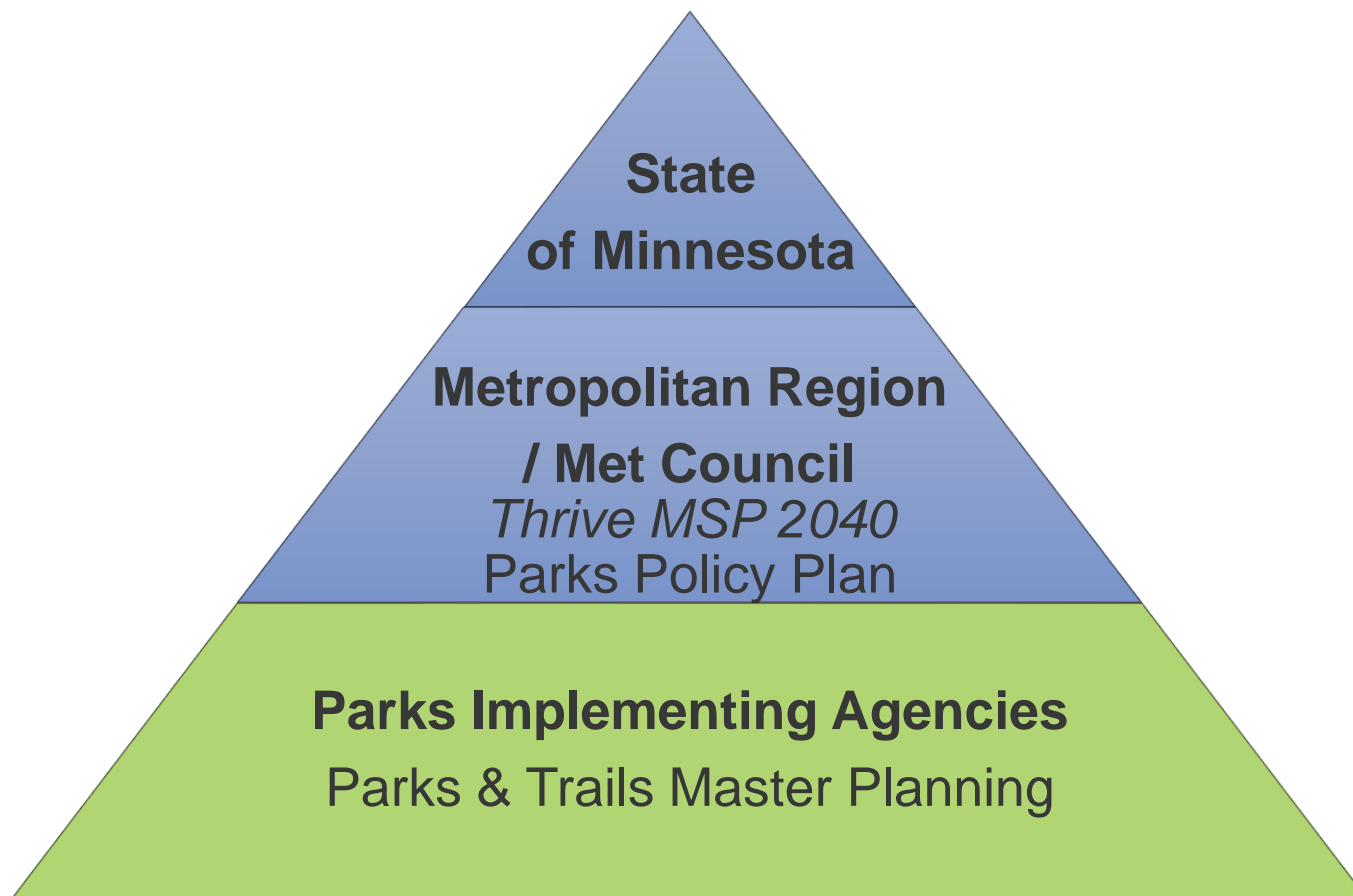 State
of Minnesota
Metropolitan Region
/ Met Council
Thrive MSP 2040
Parks Policy Plan
Parks Implementing Agencies
Parks & Trails Master Planning